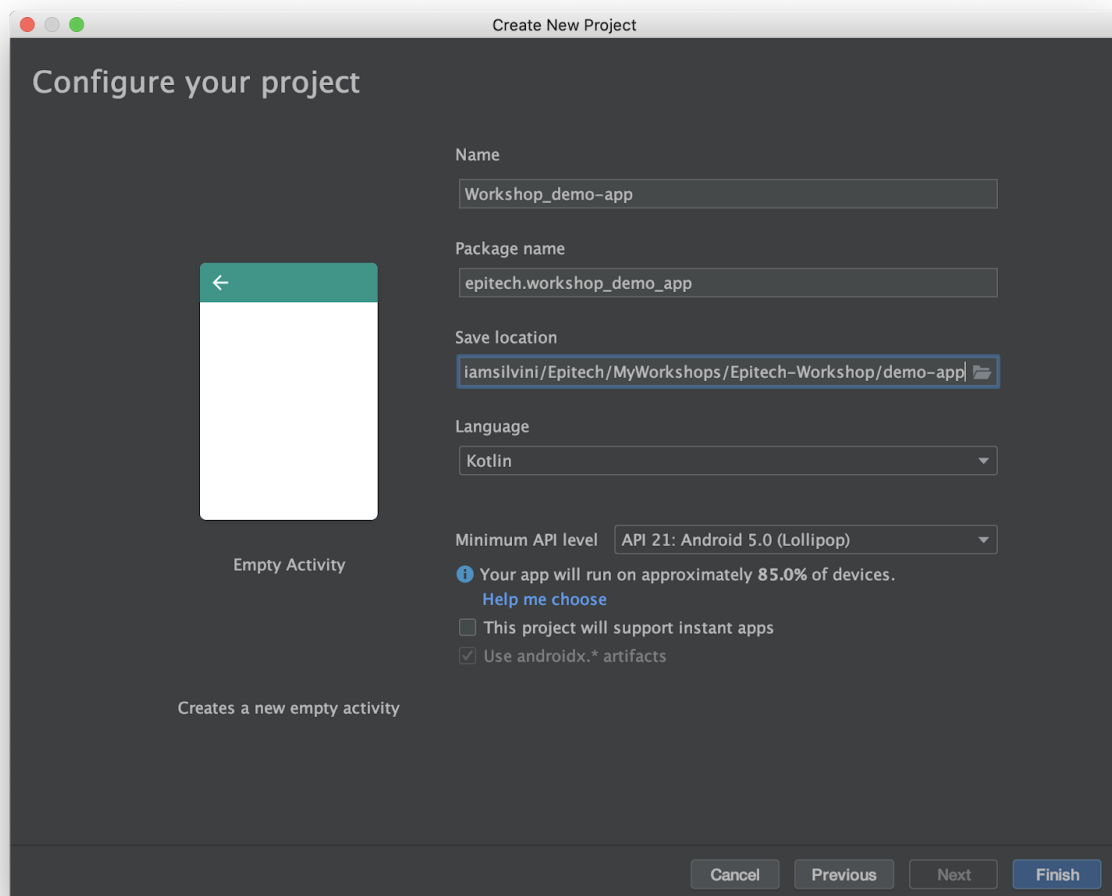 Create New Project
Configure your project
Name
Workshop_demo-app
Package name
epitech.workshop_demo_app
Save location
iamsilvini/Epitech/MyWorkshops/Epitech-Workshop/demo-app
Language
Kotlin
Minimum API level API 21: Android 5.0 (Lollipop)
Your app will run on approximately 85.0% of devices.
Help me choose
This project will support instant apps
Use androidx.* artifacts
Empty Activity
Creates a new empty activity
Cancel Previous Next Finish